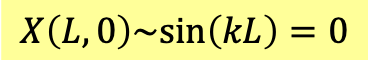 X(L,0)~sin(kL) = 0